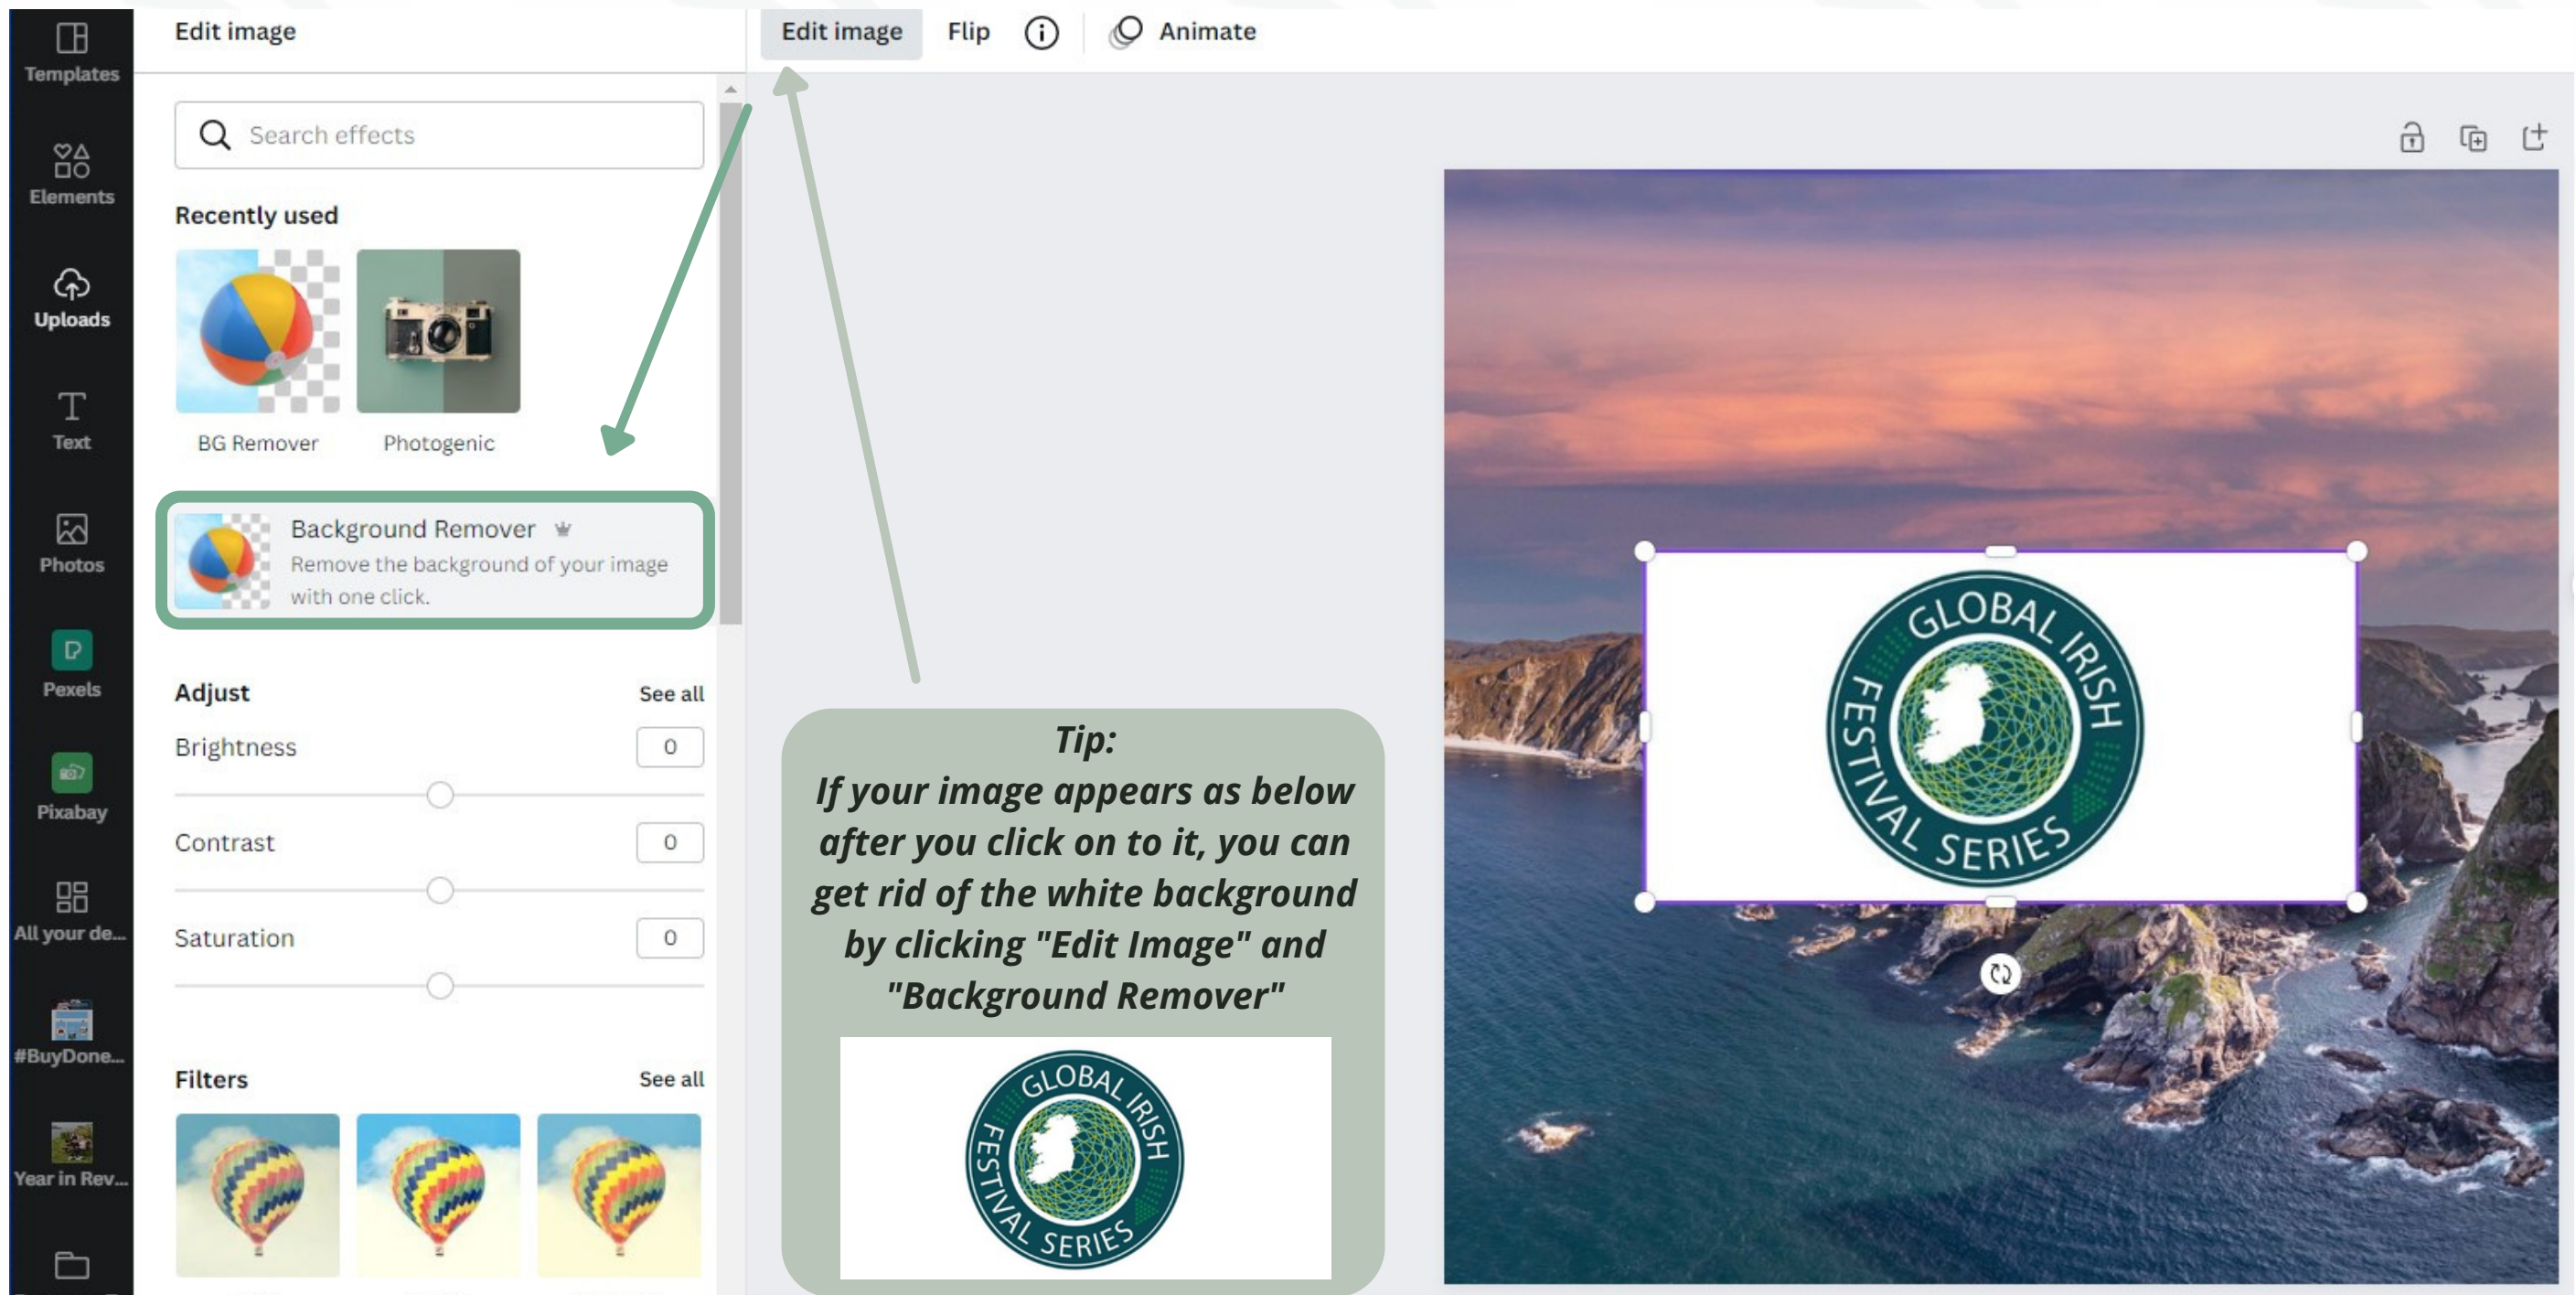 Templates
Elements
Uploads
Text
Photos
Pexels
Pixabay
All your de...
#BuyDone...
Year in Rev...
Edit image
Search effects
Recently used
BG Remover
Photogenic
Background Remover
Remove the background of your image
with one click.
Adjust
See all
Brightness
0
Contrast
0
Saturation
0
Filters
See all
Edit image
Flip
Animate
Tip:
If your image appears as below
after you click on to it, you can
get rid of the white background
by clicking "Edit Image" and
"Background Remover"
GLOBAL IRISH
FESTIVAL SERIES
GLOBAL IRISH
FESTIVAL SERIES